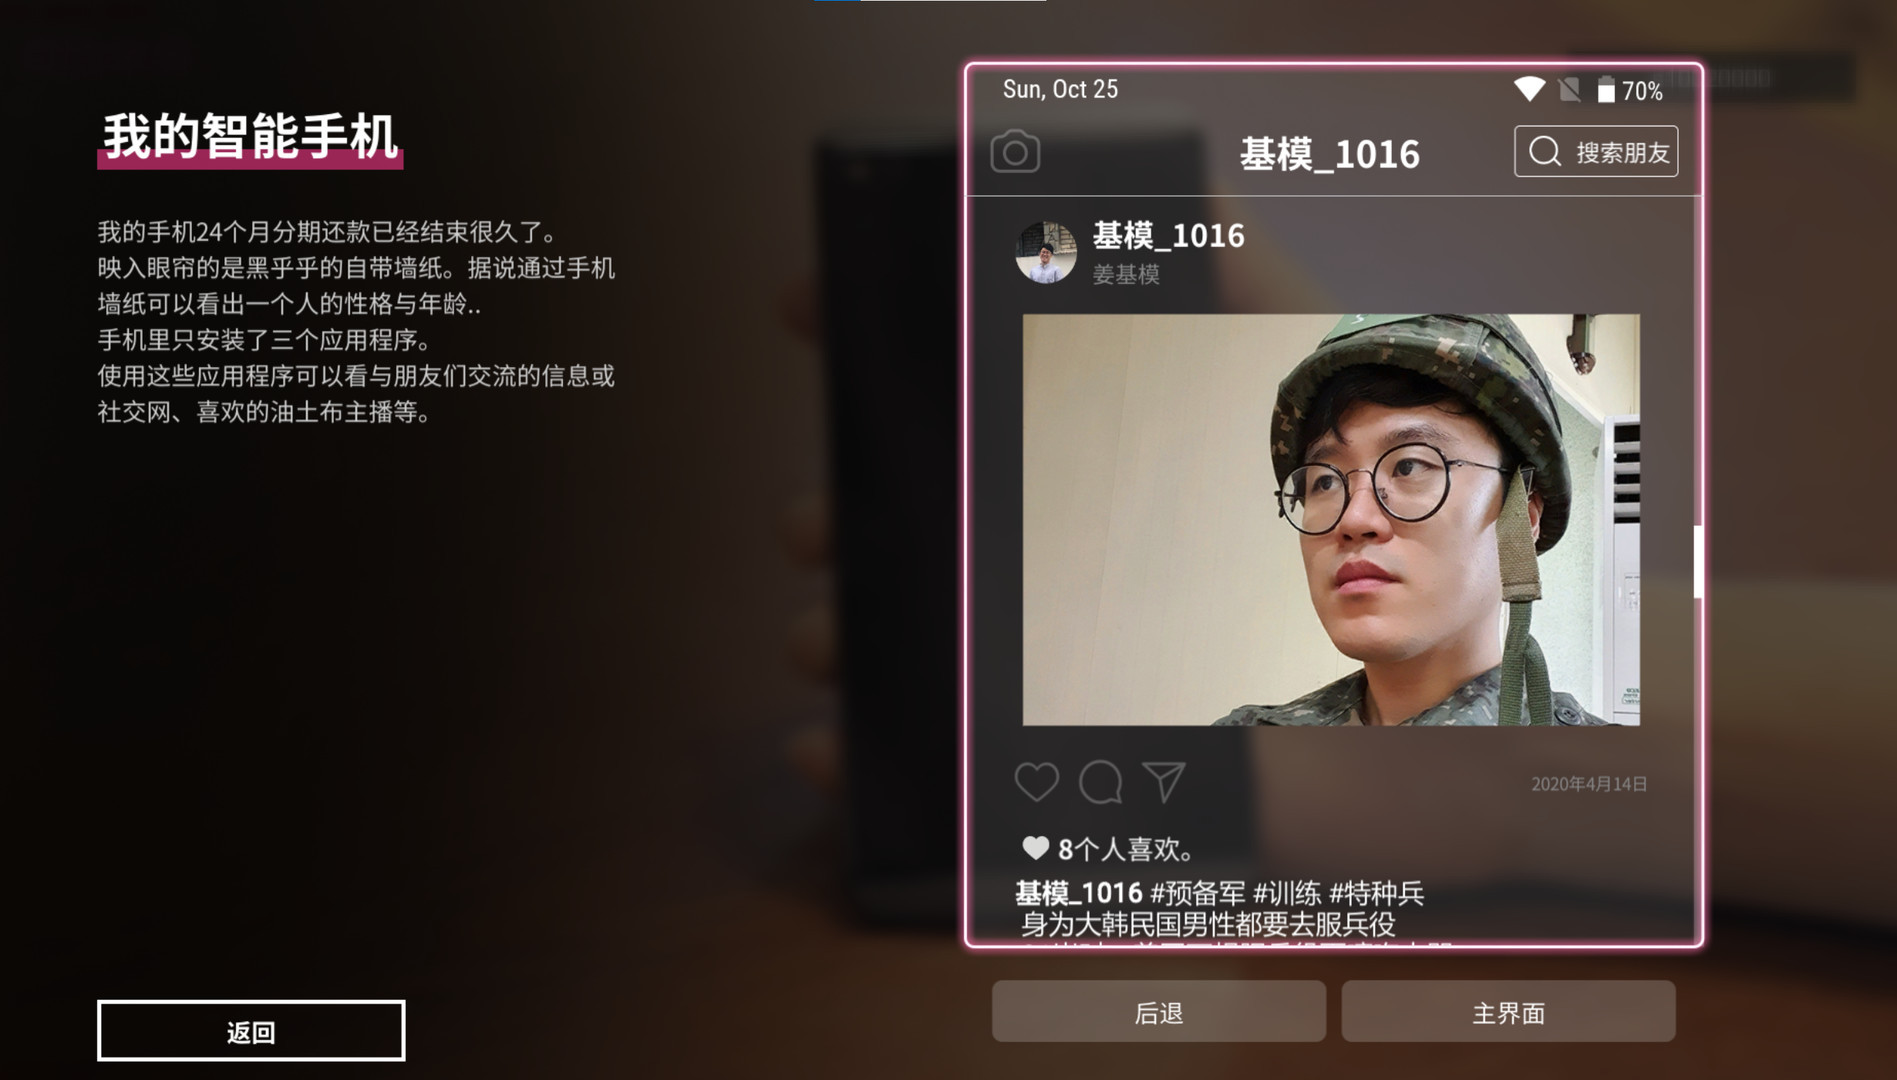 我的智能手机
我的手机24个月分期还款已经结束很久了。
映入眼帘的是黑乎乎的自带墙纸。据说通过手机
墙纸可以看出一个人的性格与年龄..
手机里只安装了三个应用程序。
使用这些应用程序可以看与朋友们交流的信息或
社交网、喜欢的油土布主播等。
返回
Sun, Oct 25
70%
基模_1016
搜索朋友
基模_1016
姜基模
2020年4月14日
8个人喜欢。
基模_1016 #预备军 #训练 #特种兵
身为大韩民国男性都要去服兵役
后退
主界面